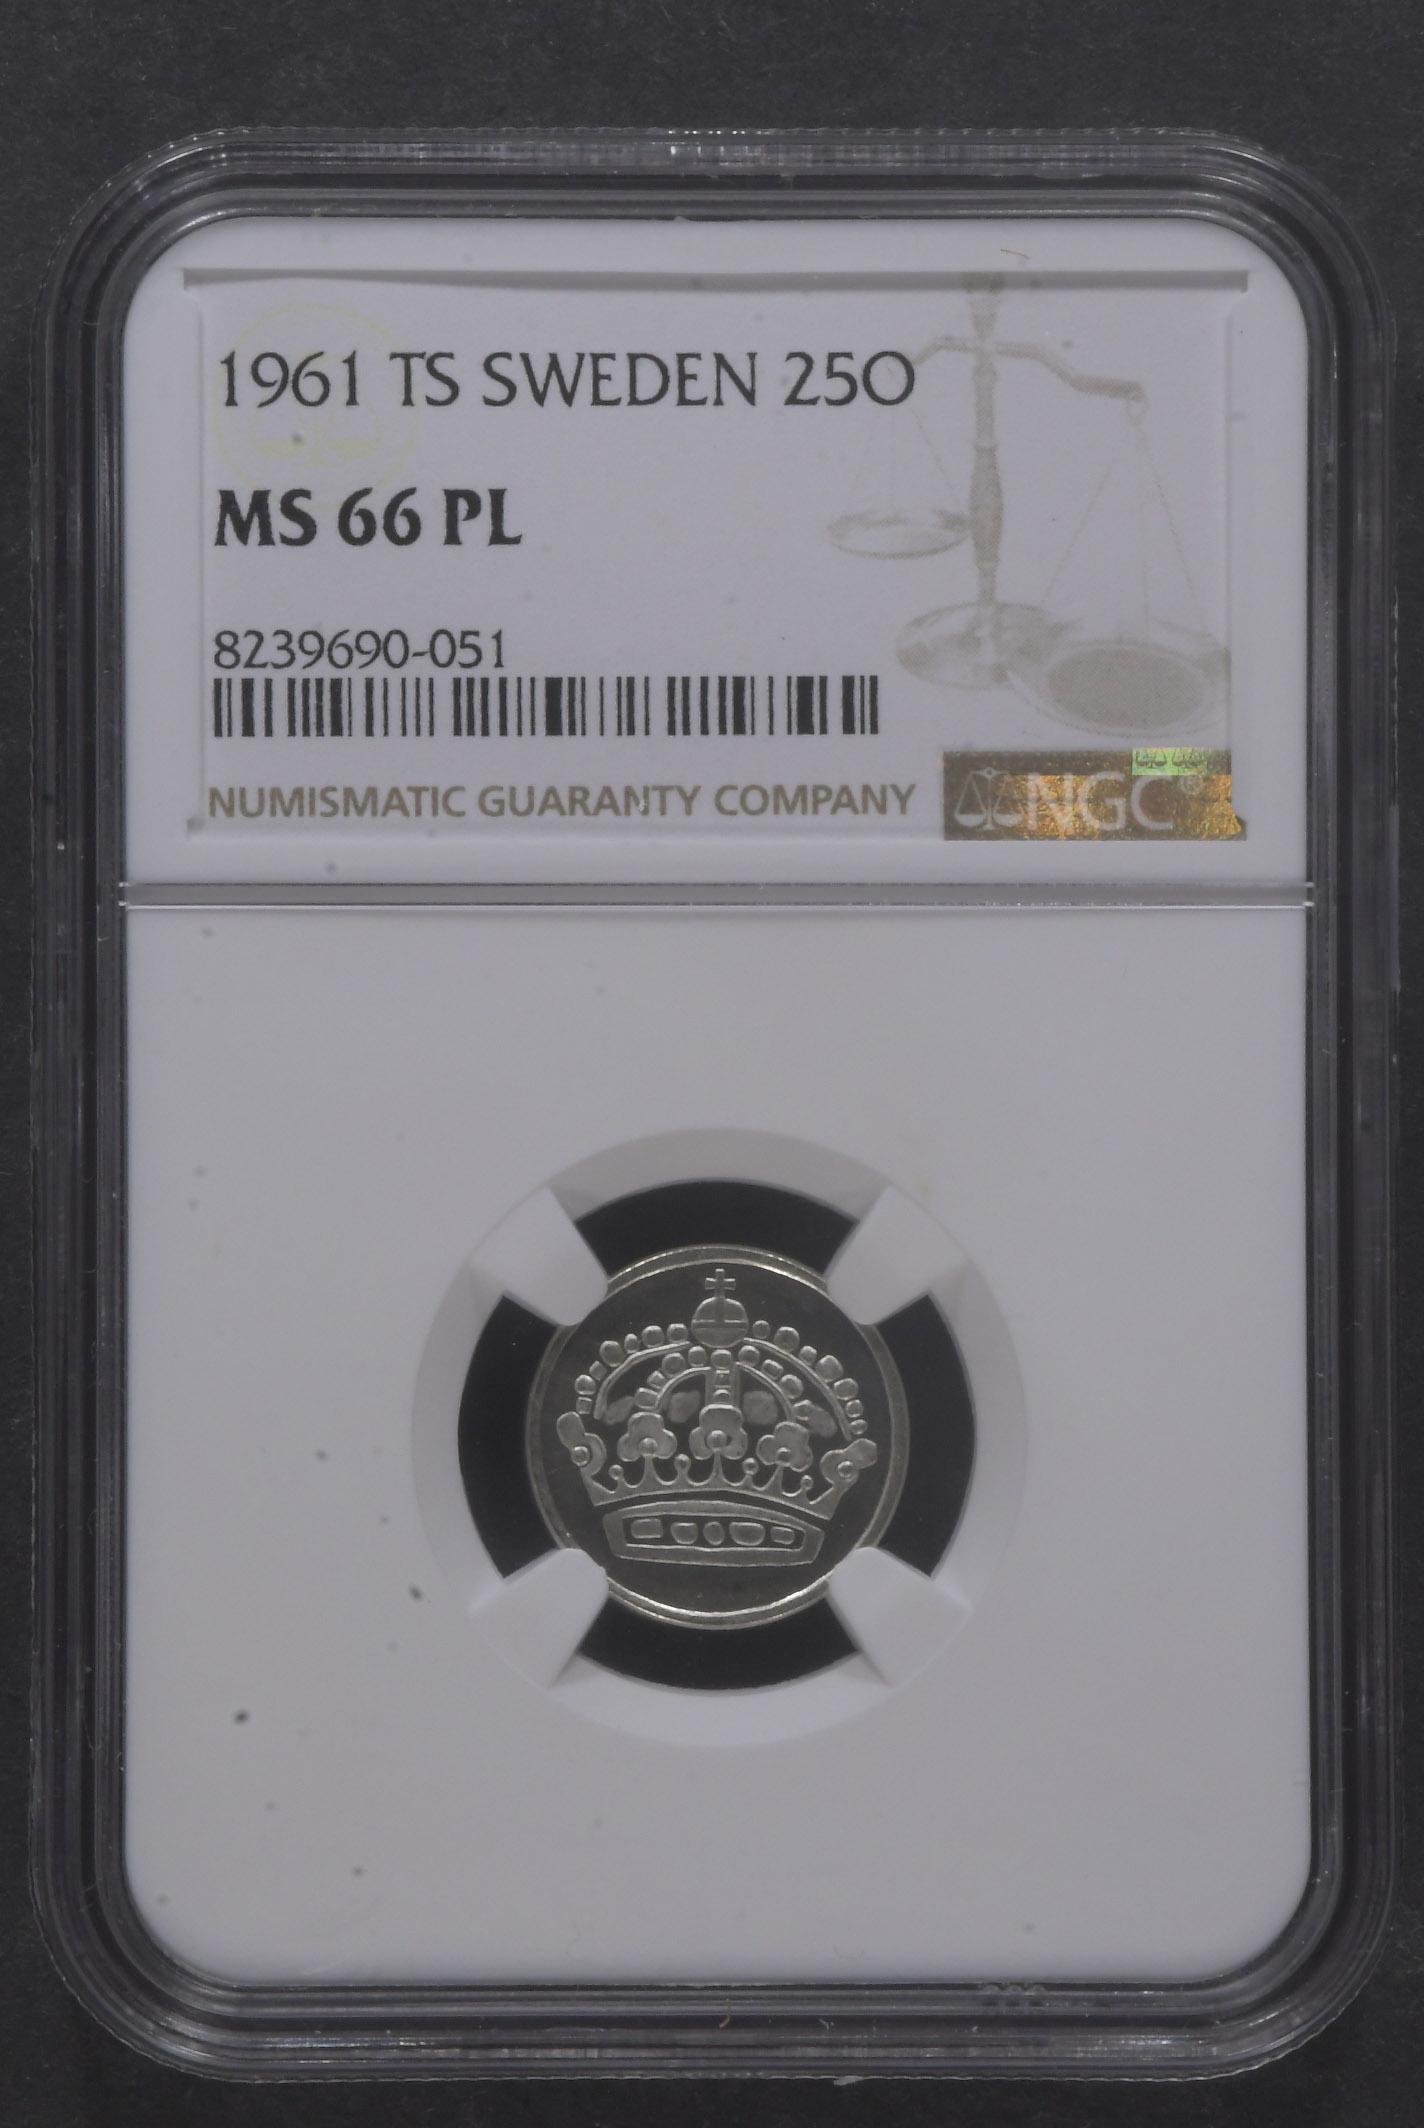 1961 TS SWEDEN 25O
MS 66 PL
8239690-051
NUMISMATIC GUARANTY COMPANY
NGC®